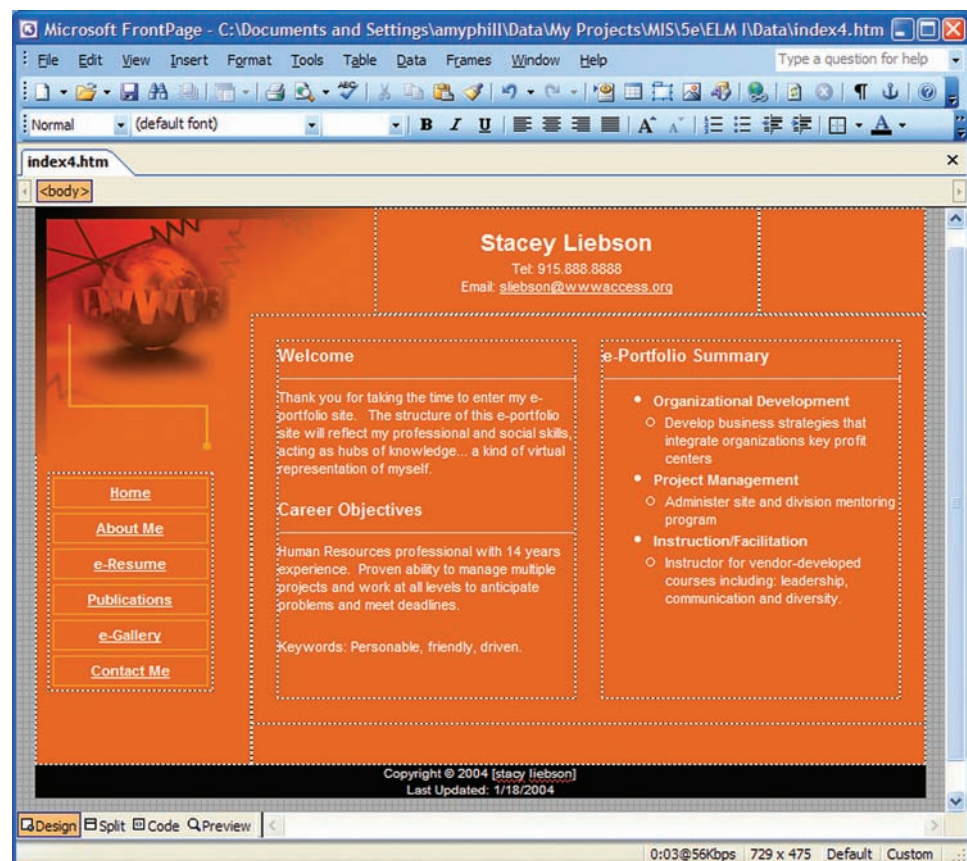 Microsoft FrontPage - C:\Documents and Settings\amyphill\Data\My Projects\MIS\5e\ELM I\Data\index4.htm
File Edit View Insert Format Tools Table Data Frames Window Help Type a question for help
Normal (default font) B I U A A A
index4.htm
<body>
Stacey Liebson
Tel: 915.888.8888
Email: sliebson@wwwaccess.org
WWW
Home
About Me
e-Resume
Publications
e-Gallery
Contact Me
Welcome
Thank you for taking the time to enter my e-
portfolio site. The structure of this e-portfolio
site will reflect my professional and social skills,
acting as hubs of knowledge... a kind of virtual
representation of myself.
Career Objectives
Human Resources professional with 14 years
experience. Proven ability to manage multiple
projects and work at all levels to anticipate
problems and meet deadlines.
Keywords: Personable, friendly, driven.
e-Portfolio Summary
Organizational Development
Develop business strategies that
integrate organizations key profit
centers
Project Management
Administer site and division mentoring
program
Instruction/Facilitation
Instructor for vendor-developed
courses including: leadership,
communication and diversity.
Copyright © 2004 [stacy liebson]
Last Updated: 1/18/2004
Design Split Code Preview
0:03@56Kbps 729 x 475 Default Custom